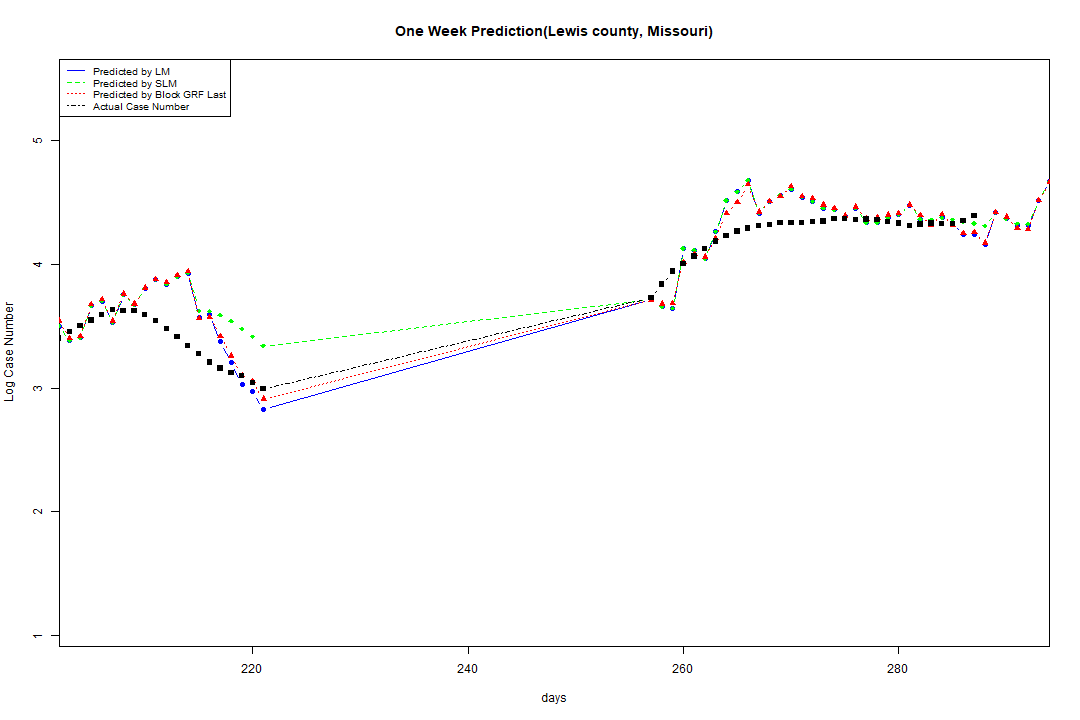 One Week Prediction(Lewis county, Missouri)
Predicted by LM
Predicted by SLM
Predicted by Block GRF Last
Actual Case Number
5
4
3
2
1
Log Case Number
220 240 260 280
days